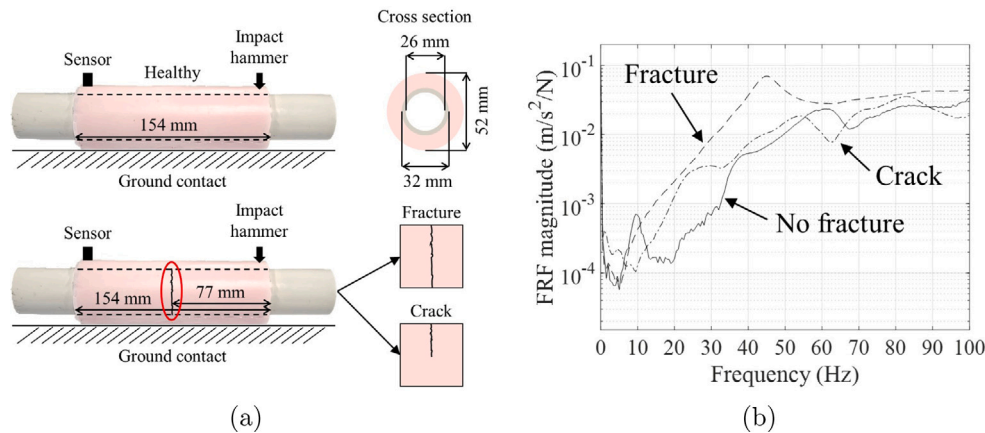 Sensor
Healthy
Impact
hammer
154 mm
Ground contact
Cross section
26 mm
52 mm
32 mm
Sensor
Impact
hammer
154 mm
77 mm
Ground contact
Fracture
Crack
(a)
FRF magnitude (m/s²/N)
10⁻¹
10⁻²
10⁻³
10⁻⁴
Fracture
Crack
No fracture
0 10 20 30 40 50 60 70 80 90 100
Frequency (Hz)
(b)